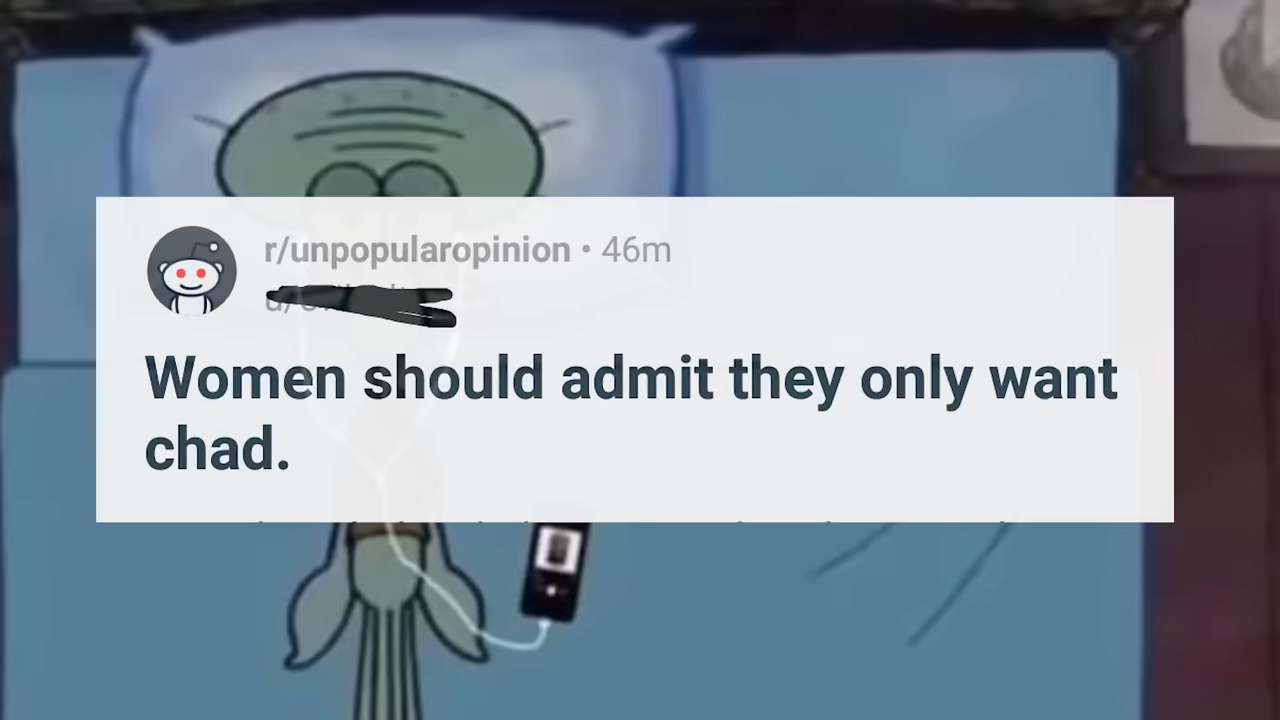 r/unpopularopinion • 46m
u/
Women should admit they only want
chad.